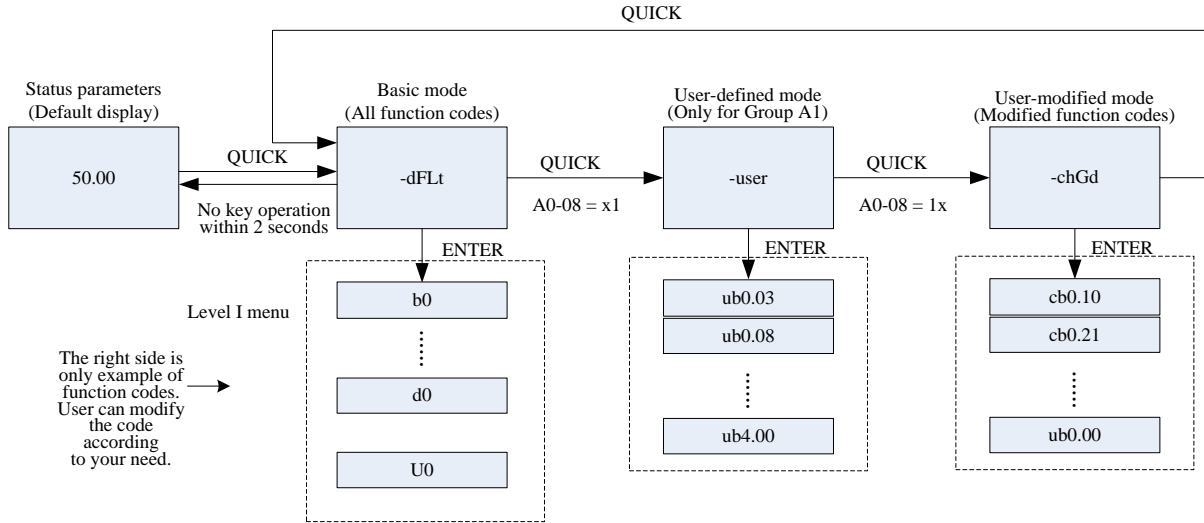 QUICK
Status parameters
(Default display)
Basic mode
(All function codes)
User-defined mode
(Only for Group A1)
User-modified mode
(Modified function codes)
50.00
QUICK
-dFLt
QUICK
-user
QUICK
-chGd
No key operation
within 2 seconds
A0-08 = x1
A0-08 = 1x
ENTER
ENTER
ENTER
Level I menu
b0
d0
U0
ub0.03
ub0.08
ub4.00
cb0.10
cb0.21
ub0.00
The right side is
only example of
function codes.
User can modify
the code
according
to your need.